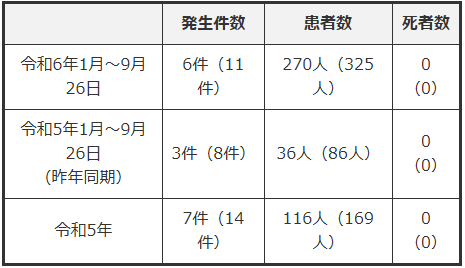 発生件数 患者数 死者数
令和6年1月～9月 6件（11 270人（325 0
26日 件） 人） （0）
令和5年1月～9月
26日 3件（8件） 36人（86人） 0
（昨年同期） （0）
令和5年 7件（14 116人（169 0
件） 人） （0）